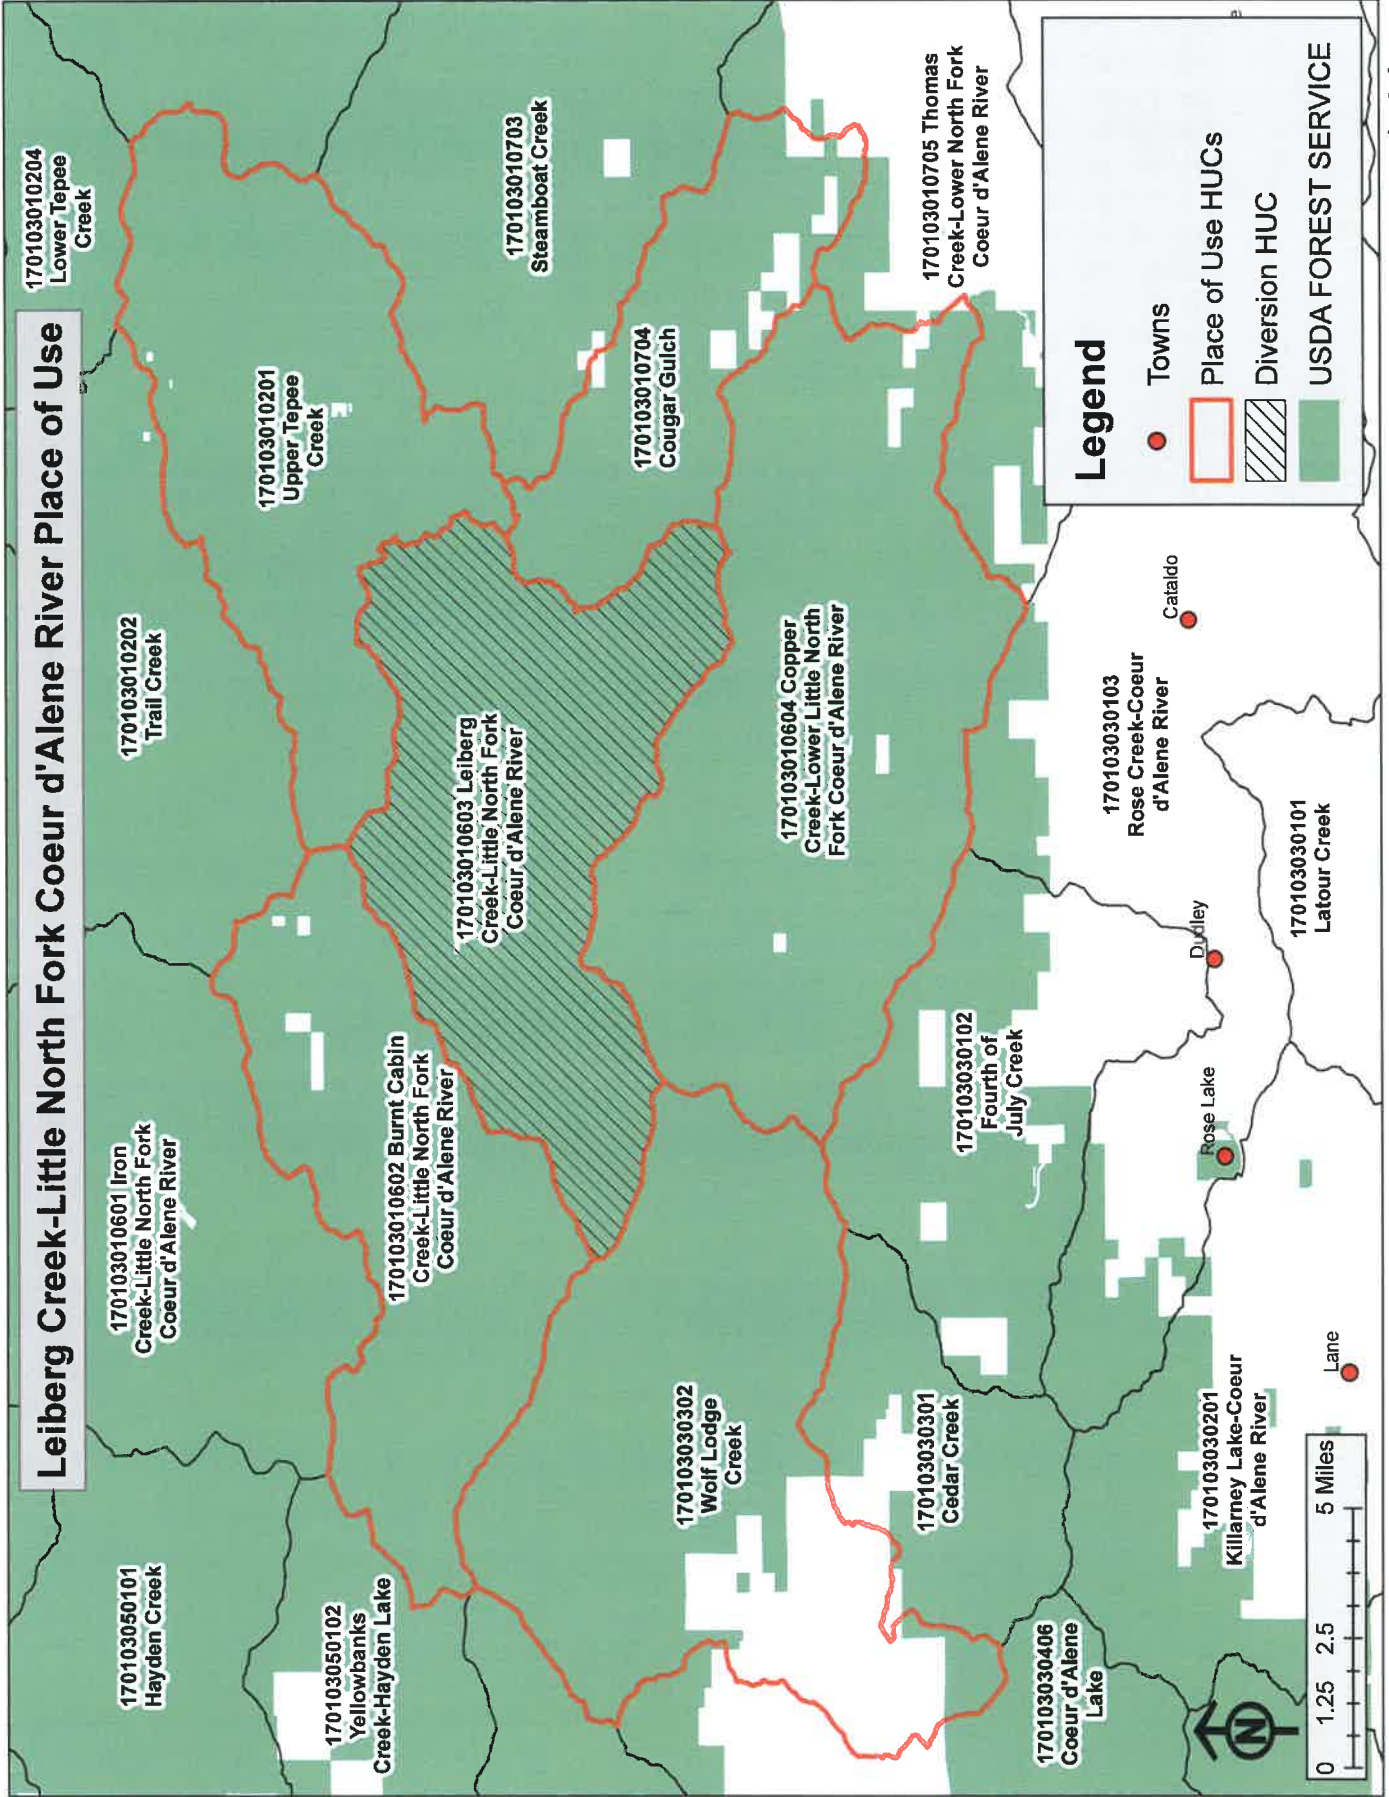 Leiberg Creek-Little North Fork Coeur d'Alene River Place of Use
170103050101
Hayden Creek
170103010601 Iron
Creek-Little North Fork
Coeur d'Alene River
170103010202
Trail Creek
170103010204
Lower Tepee
Creek
170103010201
Upper Tepee
Creek
170103050102
Yellowbanks
Creek-Hayden Lake
170103010602 Burnt Cabin
Creek-Little North Fork
Coeur d'Alene River
170103010603 Leiberg
Creek-Little North Fork
Coeur d'Alene River
170103010703
Steamboat Creek
170103010704
Cougar Gulch
170103030302
Wolf Lodge
Creek
170103010604 Copper
Creek-Lower Little North
Fork Coeur d'Alene River
170103010705 Thomas
Creek-Lower North Fork
Coeur d'Alene River
170103030301
Cedar Creek
170103030102
Fourth of
July Creek
170103030406
Coeur d'Alene
Lake
170103030103
Rose Creek-Coeur
d'Alene River
Cataldo
Dudley
Rose Lake
170103030201
Killarney Lake-Coeur
d'Alene River
170103030101
Latour Creek
Lane
N
0 1.25 2.5 5 Miles
Legend
Towns
Place of Use HUCs
Diversion HUC
USDA FOREST SERVICE